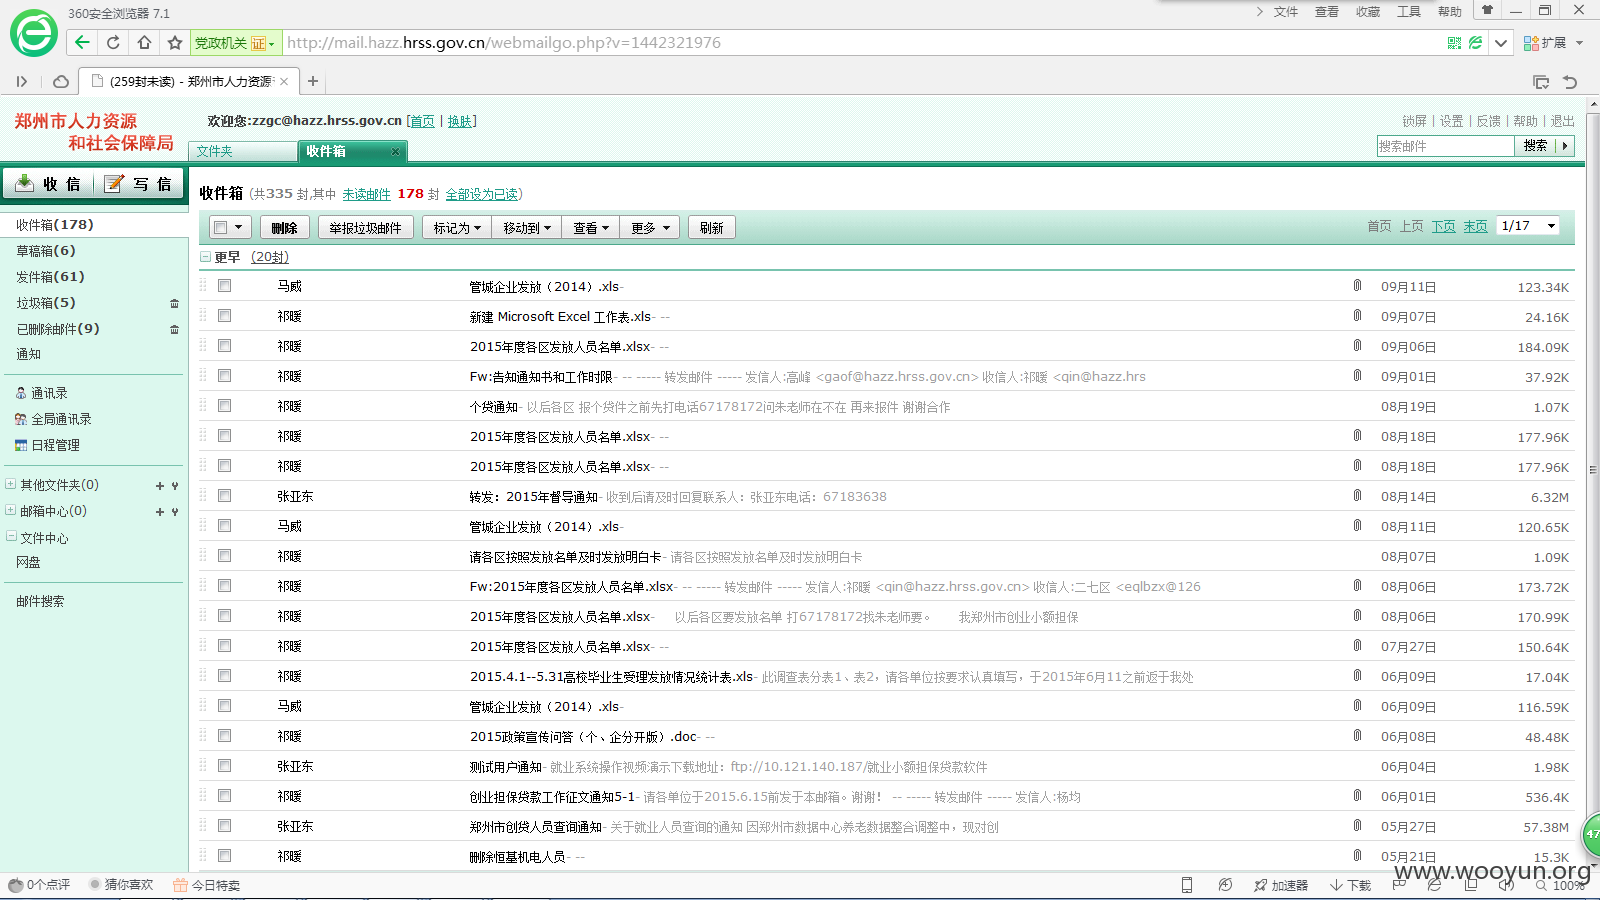 360安全浏览器 7.1
文件 查看 收藏 工具 帮助
党政机关 证 http://mail.hazz.hrss.gov.cn/webmailgo.php?v=1442321976 扩展
(259封未读) - 郑州市人力资源
郑州市人力资源
和社会保障局
欢迎您:zzgc@hazz.hrss.gov.cn [首页 | 换肤]
锁屏 | 设置 | 反馈 | 帮助 | 退出
文件夹 收件箱
搜索邮件 搜索
收 信 写 信
收件箱 (共335 封,其中 未读邮件 178 封 全部设为已读)
收件箱(178)
草稿箱(6)
发件箱(61)
垃圾箱(5)
已删除邮件(9)
通知
通讯录
全局通讯录
日程管理
其他文件夹(0)
邮箱中心(0)
文件中心
网盘
邮件搜索
删除 举报垃圾邮件 标记为 移动到 查看 更多 刷新 首页 上页 下页 末页 1/17
更早 (20封)
马威 管城企业发放（2014）.xls- 09月11日 123.34K
祁暖 新建 Microsoft Excel 工作表.xls- -- 09月07日 24.16K
祁暖 2015年度各区发放人员名单.xlsx- -- 09月06日 184.09K
祁暖 Fw:告知通知书和工作时限- -- ----- 转发邮件 ----- 发信人:高峰 <gaof@hazz.hrss.gov.cn> 收信人:祁暖 <qin@hazz.hrs 09月01日 37.92K
祁暖 个贷通知- 以后各区 报个贷件之前先打电话67178172问朱老师在不在 再来报件 谢谢合作 08月19日 1.07K
祁暖 2015年度各区发放人员名单.xlsx- -- 08月18日 177.96K
祁暖 2015年度各区发放人员名单.xlsx- -- 08月18日 177.96K
张亚东 转发：2015年督导通知- 收到后请及时回复联系人：张亚东电话：67183638 08月14日 6.32M
马威 管城企业发放（2014）.xls- 08月11日 120.65K
祁暖 请各区按照发放名单及时发放明白卡- 请各区按照发放名单及时发放明白卡 08月07日 1.09K
祁暖 Fw:2015年度各区发放人员名单.xlsx- -- ----- 转发邮件 ----- 发信人:祁暖 <qin@hazz.hrss.gov.cn> 收信人:二七区 <eqlbzx@126 08月06日 173.72K
祁暖 2015年度各区发放人员名单.xlsx- 以后各区要发放名单 打67178172找朱老师要。 我郑州市创业小额担保 08月06日 170.99K
祁暖 2015年度各区发放人员名单.xlsx- -- 07月27日 150.64K
祁暖 2015.4.1--5.31高校毕业生受理发放情况统计表.xls- 此调查表分表1、表2，请各单位按要求认真填写，于2015年6月11之前返于我处 06月09日 17.04K
马威 管城企业发放（2014）.xls- 06月09日 116.59K
祁暖 2015政策宣传问答（个、企分开版）.doc- -- 06月08日 48.48K
张亚东 测试用户通知- 就业系统操作视频演示下载地址：ftp://10.121.140.187/就业小额担保贷款软件 06月04日 1.98K
祁暖 创业担保贷款工作征文通知5-1- 请各单位于2015.6.15前发于本邮箱。谢谢！ -- ----- 转发邮件 ----- 发信人:杨均 06月01日 536.4K
张亚东 郑州市创贷人员查询通知- 关于就业人员查询的通知 因郑州市数据中心养老数据整合调整中，现对创 05月27日 57.38M
祁暖 删除恒基机电人员- -- 05月21日 15.3K
47
www.wooyun.org
0个点评 猜你喜欢 今日特卖 加速器 下载 100%